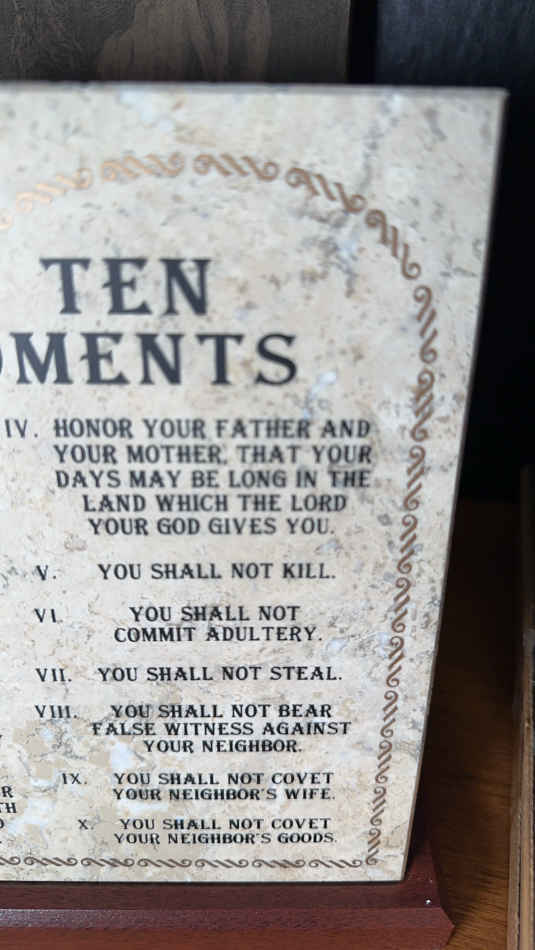 TEN
MENTS
IV. HONOR YOUR FATHER AND
YOUR MOTHER, THAT YOUR
DAYS MAY BE LONG IN THE
LAND WHICH THE LORD
YOUR GOD GIVES YOU.
V. YOU SHALL NOT KILL.
VI. YOU SHALL NOT
COMMIT ADULTERY.
VII. YOU SHALL NOT STEAL.
VIII. YOU SHALL NOT BEAR
FALSE WITNESS AGAINST
YOUR NEIGHBOR.
IX. YOU SHALL NOT COVET
YOUR NEIGHBOR'S WIFE.
X. YOU SHALL NOT COVET
YOUR NEIGHBOR'S GOODS.